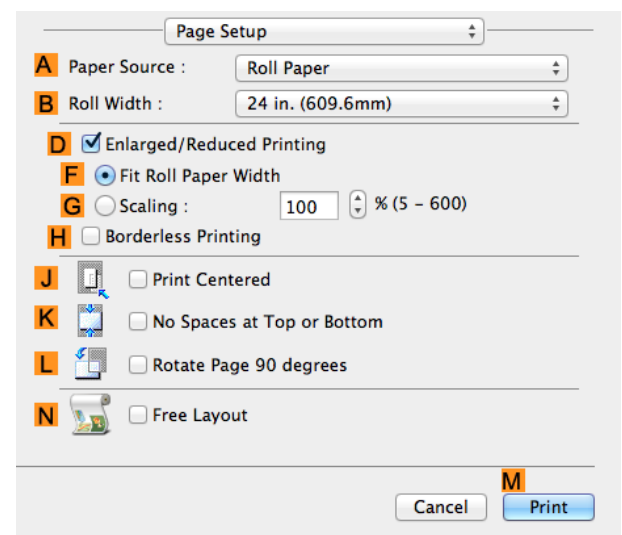 Page Setup
A Paper Source : Roll Paper
B Roll Width : 24 in. (609.6mm)
D Enlarged/Reduced Printing
F Fit Roll Paper Width
G Scaling : 100 % (5 – 600)
H Borderless Printing
J Print Centered
K No Spaces at Top or Bottom
L Rotate Page 90 degrees
N Free Layout
M
Cancel Print